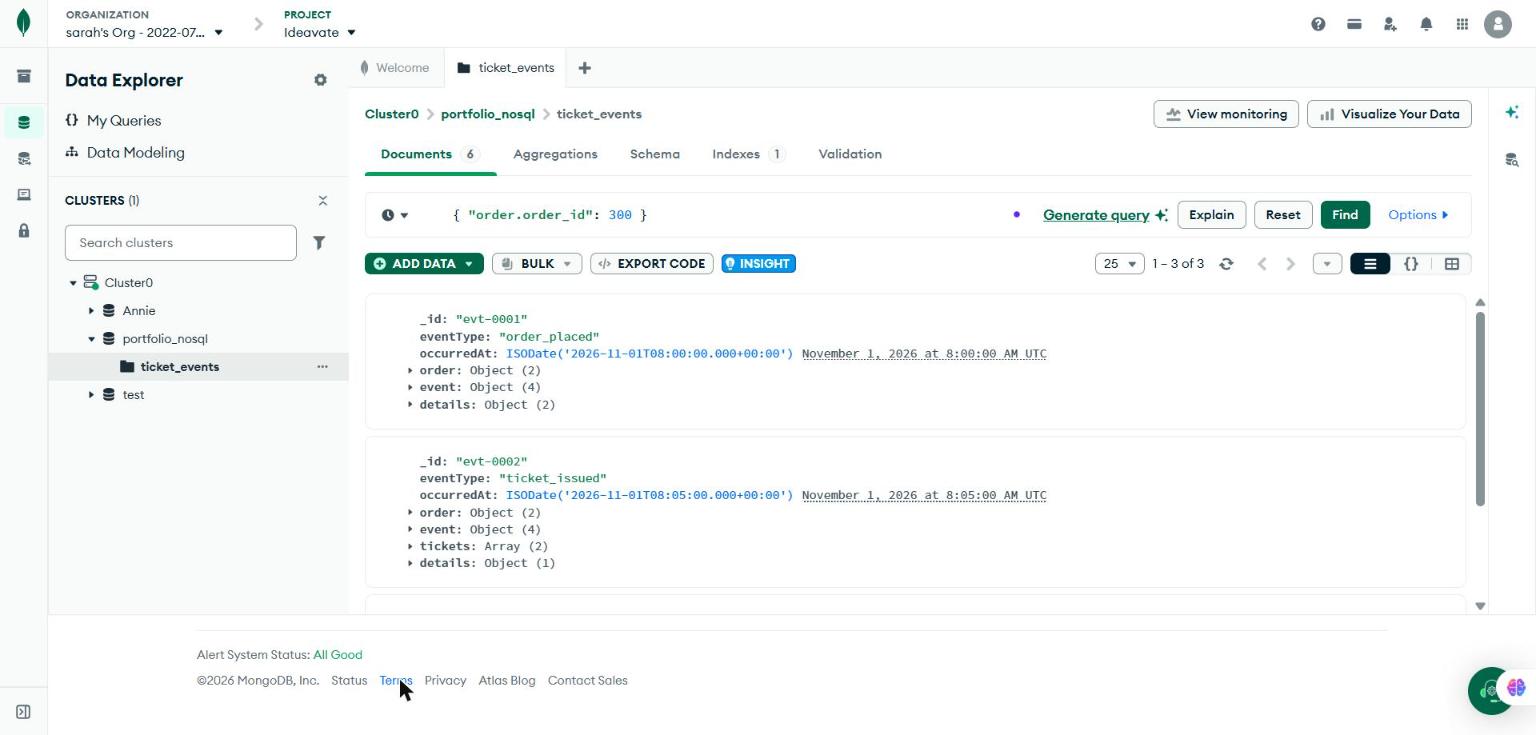 ORGANIZATION
sarah's Org - 2022-07...
PROJECT
Ideavate
Data Explorer
My Queries
Data Modeling
CLUSTERS (1)
Search clusters
Cluster0
Annie
portfolio_nosql
ticket_events
test
Welcome
ticket_events
Cluster0 > portfolio_nosql > ticket_events
View monitoring
Visualize Your Data
Documents 6
Aggregations
Schema
Indexes 1
Validation
{ "order.order_id": 300 }
Generate query
Explain
Reset
Find
Options
ADD DATA
BULK
EXPORT CODE
INSIGHT
25
1 – 3 of 3
_id: "evt-0001"
eventType: "order_placed"
occurredAt: ISODate('2026-11-01T08:00:00.000+00:00') November 1, 2026 at 8:00:00 AM UTC
order: Object (2)
event: Object (4)
details: Object (2)
_id: "evt-0002"
eventType: "ticket_issued"
occurredAt: ISODate('2026-11-01T08:05:00.000+00:00') November 1, 2026 at 8:05:00 AM UTC
order: Object (2)
event: Object (4)
tickets: Array (2)
details: Object (1)
Alert System Status: All Good
©2026 MongoDB, Inc. Status Terms Privacy Atlas Blog Contact Sales